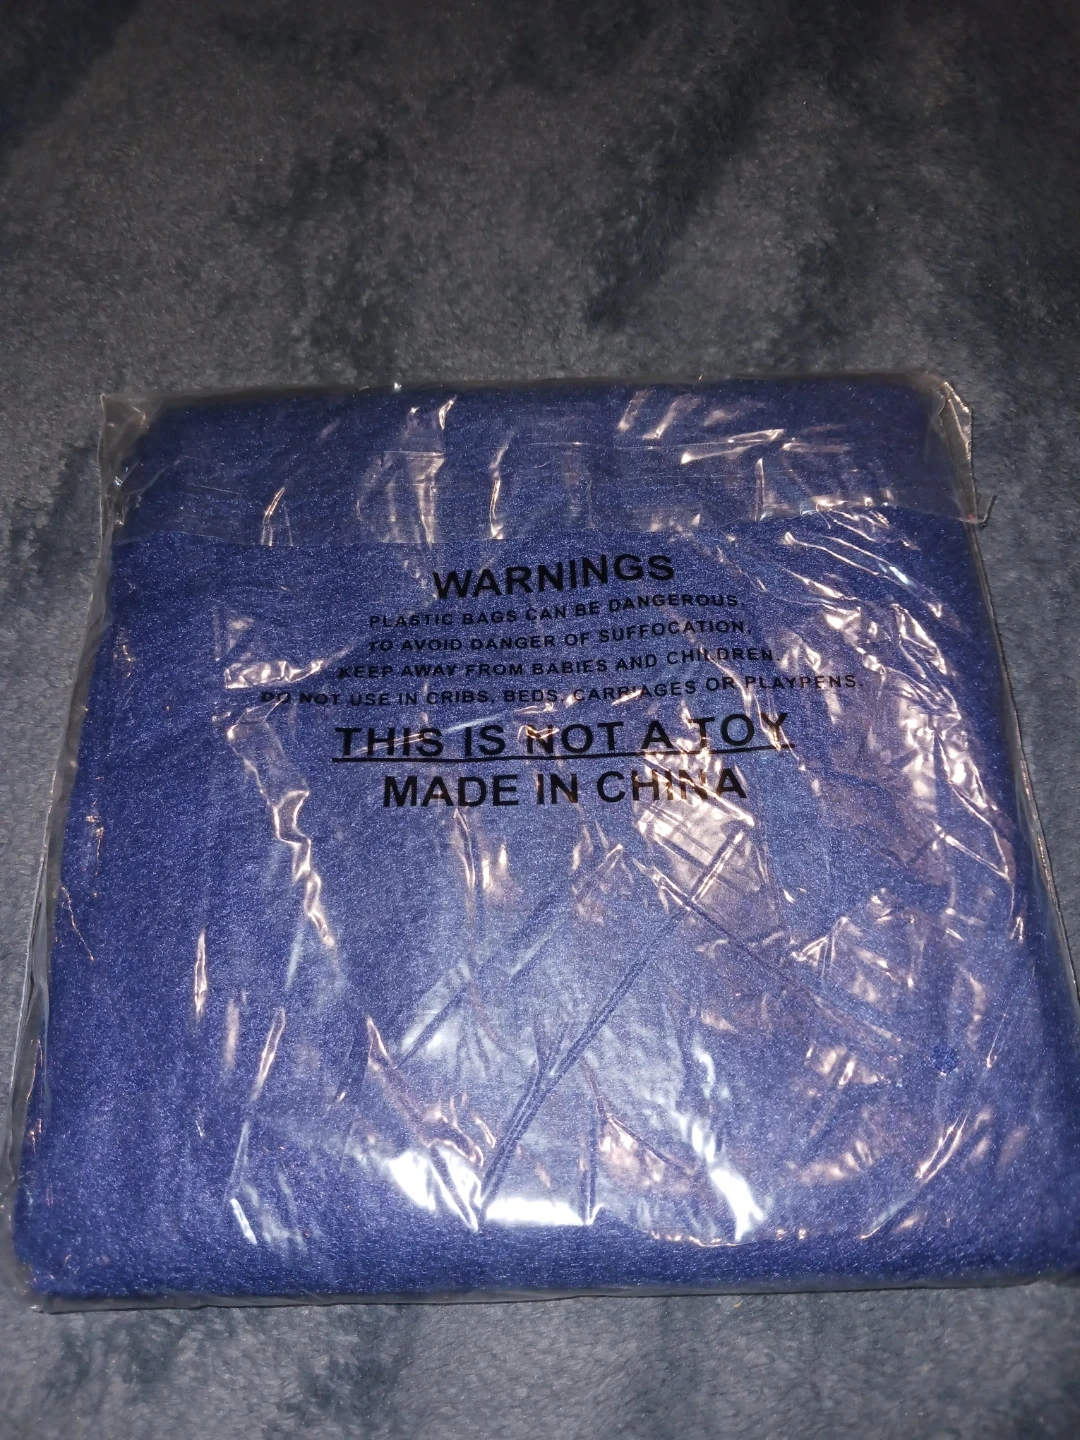 WARNINGS
PLASTIC BAGS CAN BE DANGEROUS.
TO AVOID DANGER OF SUFFOCATION,
KEEP AWAY FROM BABIES AND CHILDREN.
DO NOT USE IN CRIBS, BEDS, CARRIAGES OR PLAYPENS.
THIS IS NOT A TOY
MADE IN CHINA